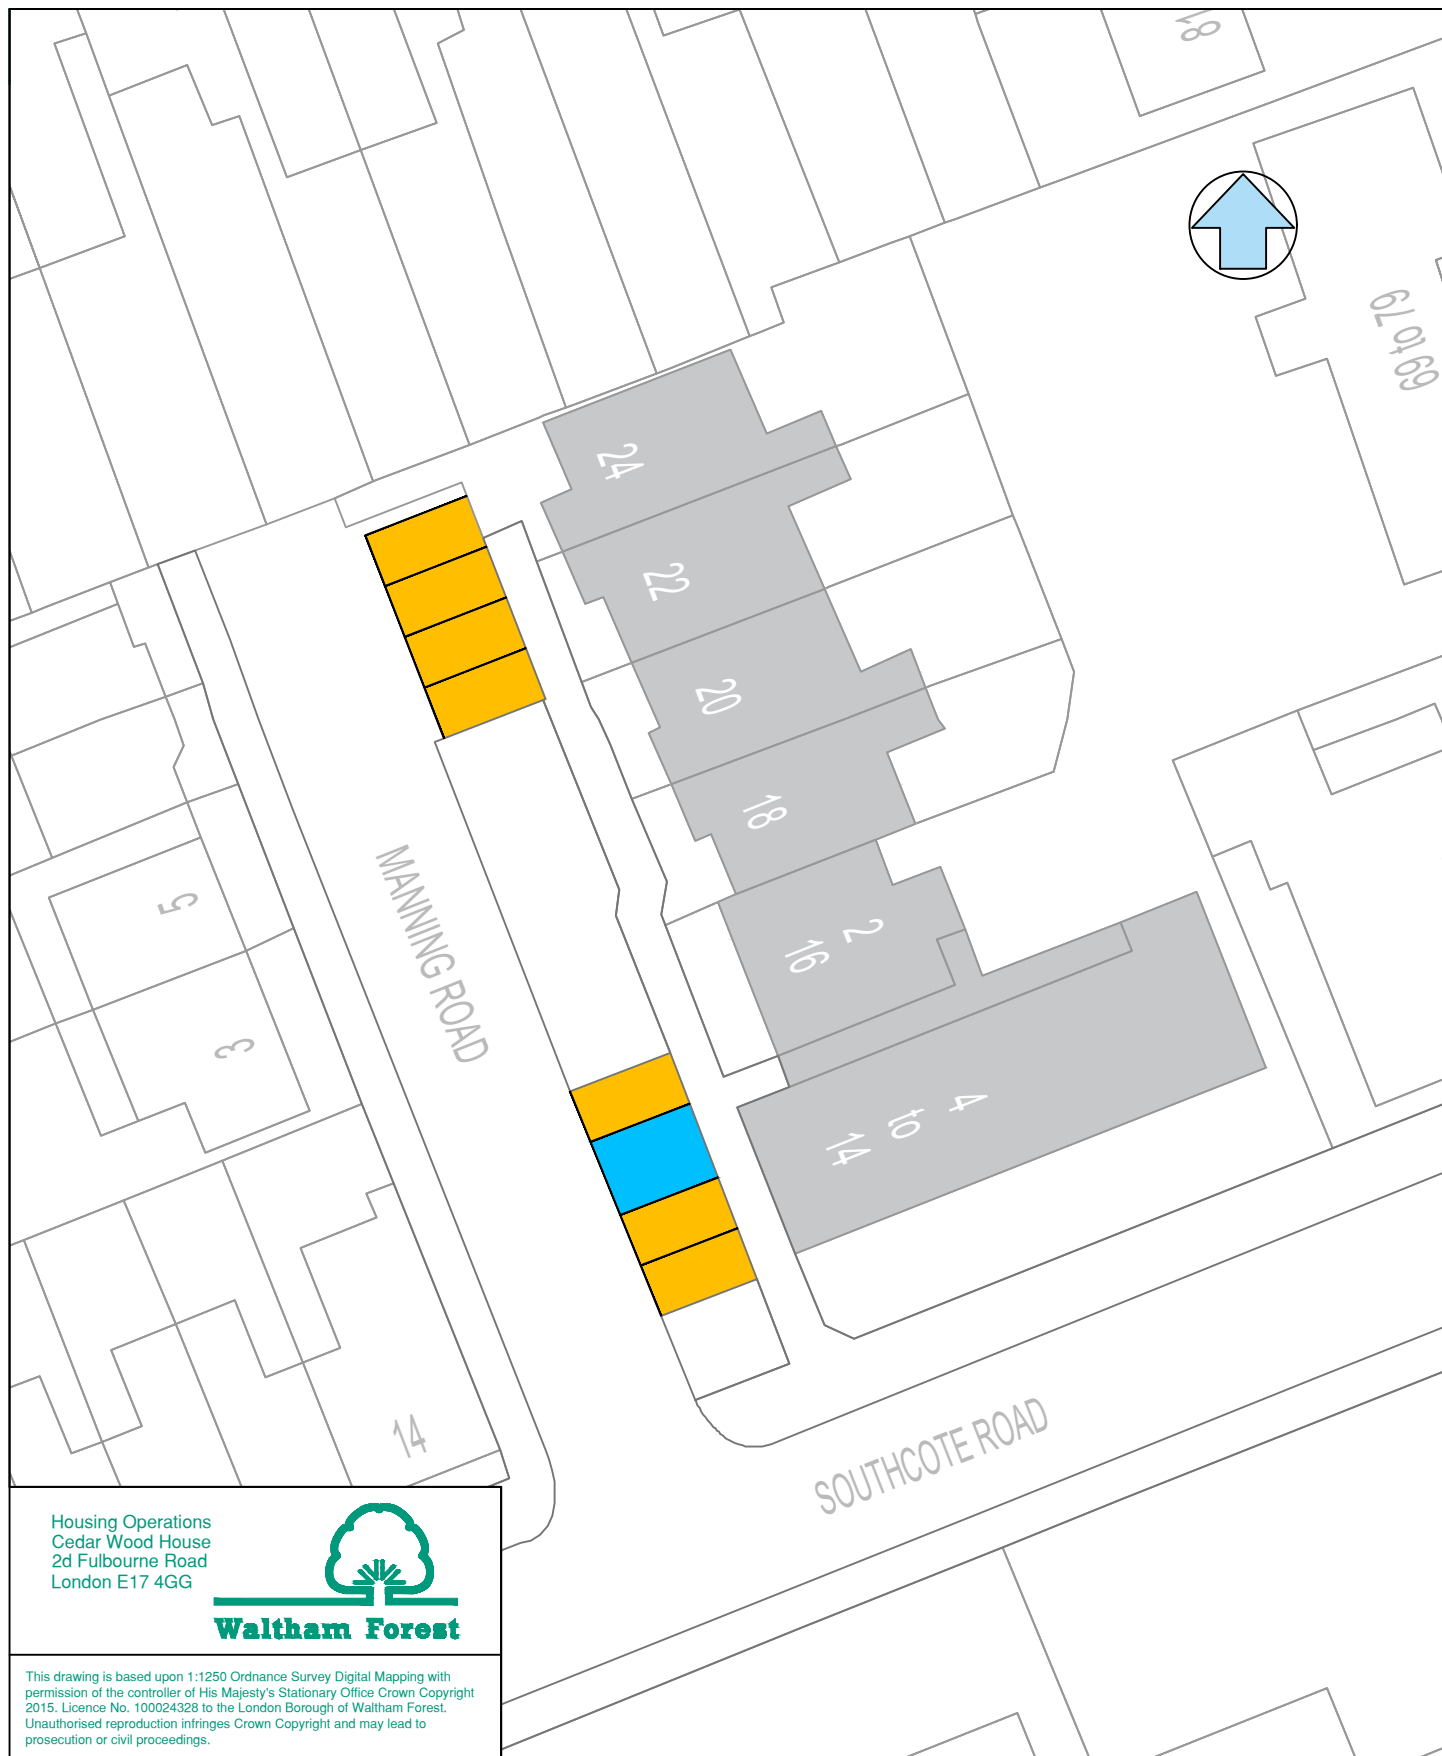 18
69 to 79
24
22
20
18
2
16
4
to
14
5
3
14
MANNING ROAD
SOUTHCOTE ROAD
Housing Operations
Cedar Wood House
2d Fulbourne Road
London E17 4GG
Waltham Forest
This drawing is based upon 1:1250 Ordnance Survey Digital Mapping with
permission of the controller of His Majesty's Stationary Office Crown Copyright
2015. Licence No. 100024328 to the London Borough of Waltham Forest.
Unauthorised reproduction infringes Crown Copyright and may lead to
prosecution or civil proceedings.